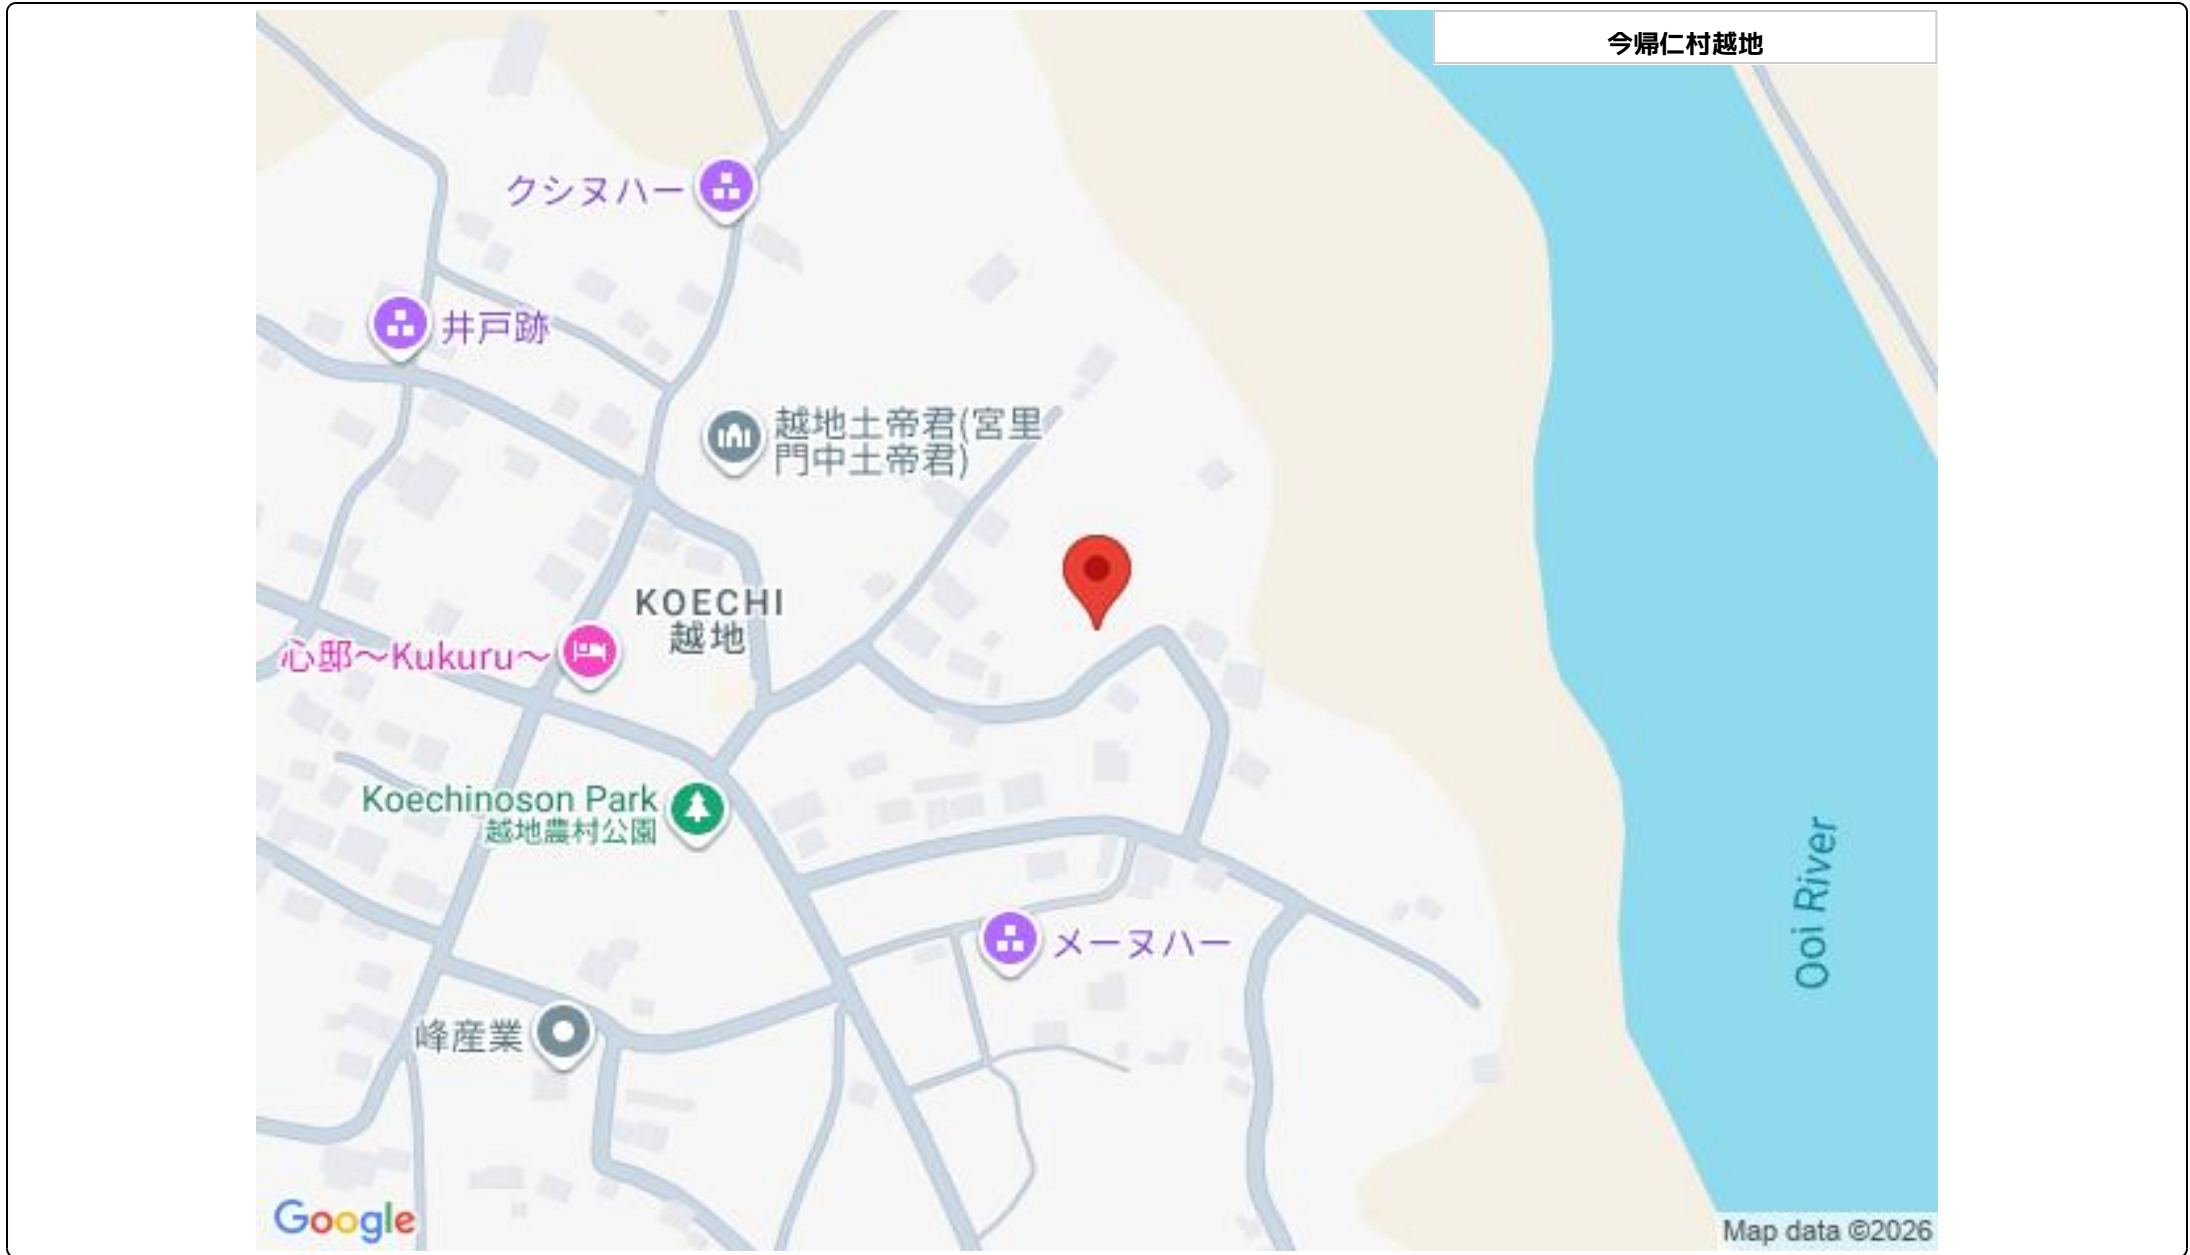 今帰仁村越地
クシヌハー
井戸跡
越地土帝君(宮里
門中土帝君)
KOECHI
越地
心邸～Kukuru～
Koechinoson Park
越地農村公園
Ooi River
メーヌハー
峰産業
Google
Map data ©2026